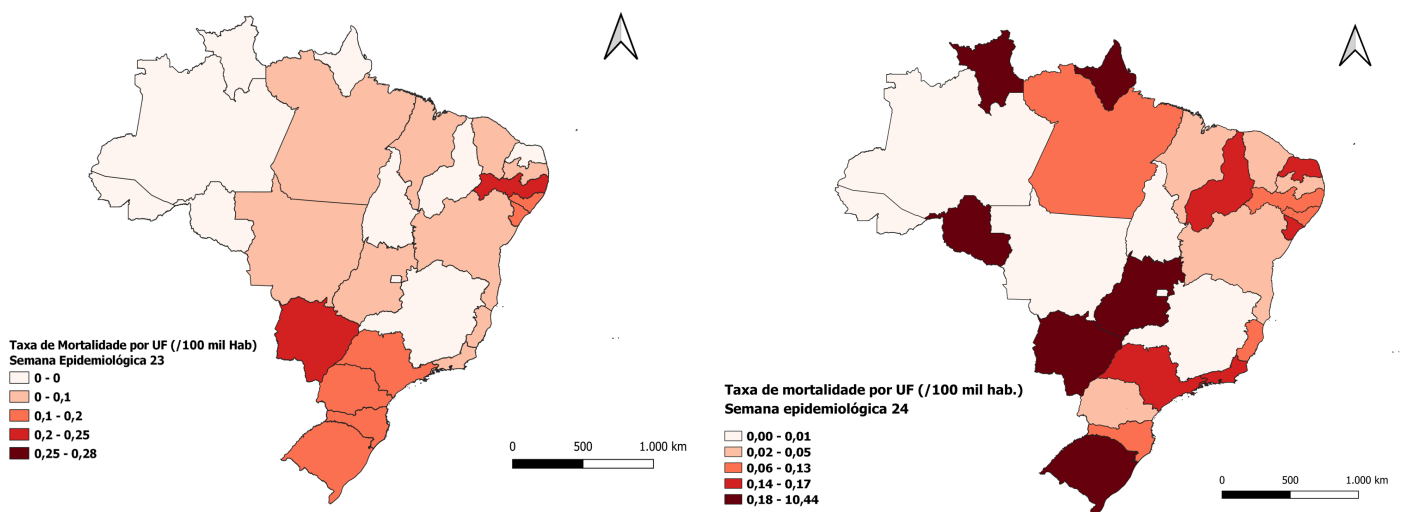 Taxa de Mortalidade por UF (/100 mil Hab)
Semana Epidemiológica 23
0 - 0
0 - 0,1
0,1 - 0,2
0,2 - 0,25
0,25 - 0,28
0 500 1.000 km
Taxa de mortalidade por UF (/100 mil hab.)
Semana epidemiológica 24
0,00 - 0,01
0,02 - 0,05
0,06 - 0,13
0,14 - 0,17
0,18 - 10,44
0 500 1.000 km